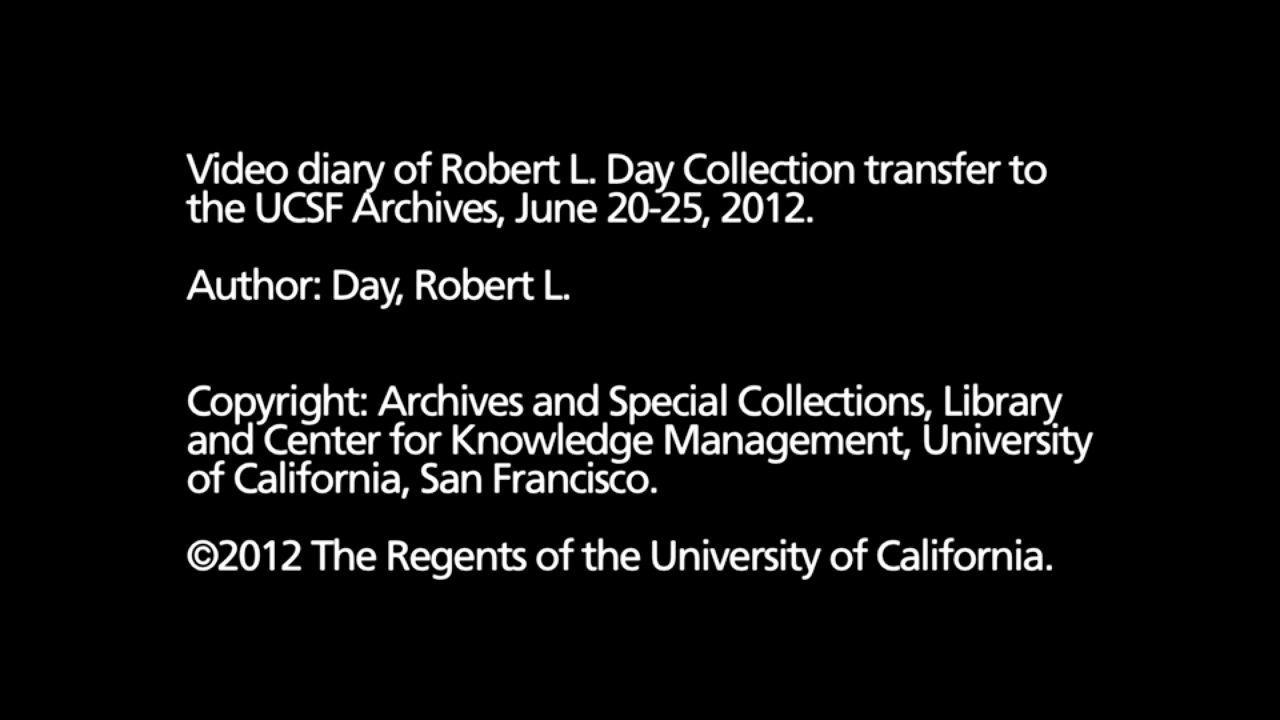 Video diary of Robert L. Day Collection transfer to
the UCSF Archives, June 20-25, 2012.
Author: Day, Robert L.
Copyright: Archives and Special Collections, Library
and Center for Knowledge Management, University
of California, San Francisco.
©2012 The Regents of the University of California.